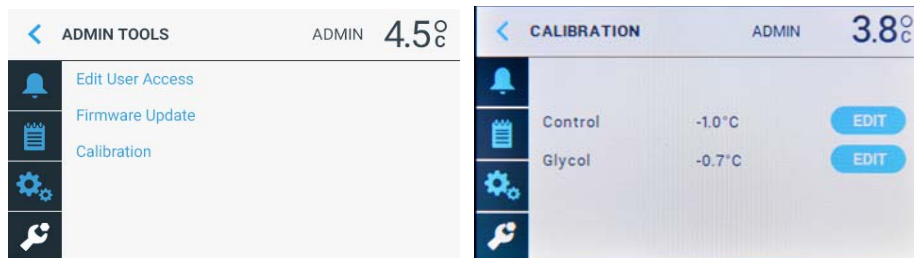 ADMIN TOOLS ADMIN 4.5°C
Edit User Access
Firmware Update
Calibration
CALIBRATION ADMIN 3.8°C
Control -1.0°C EDIT
Glycol -0.7°C EDIT